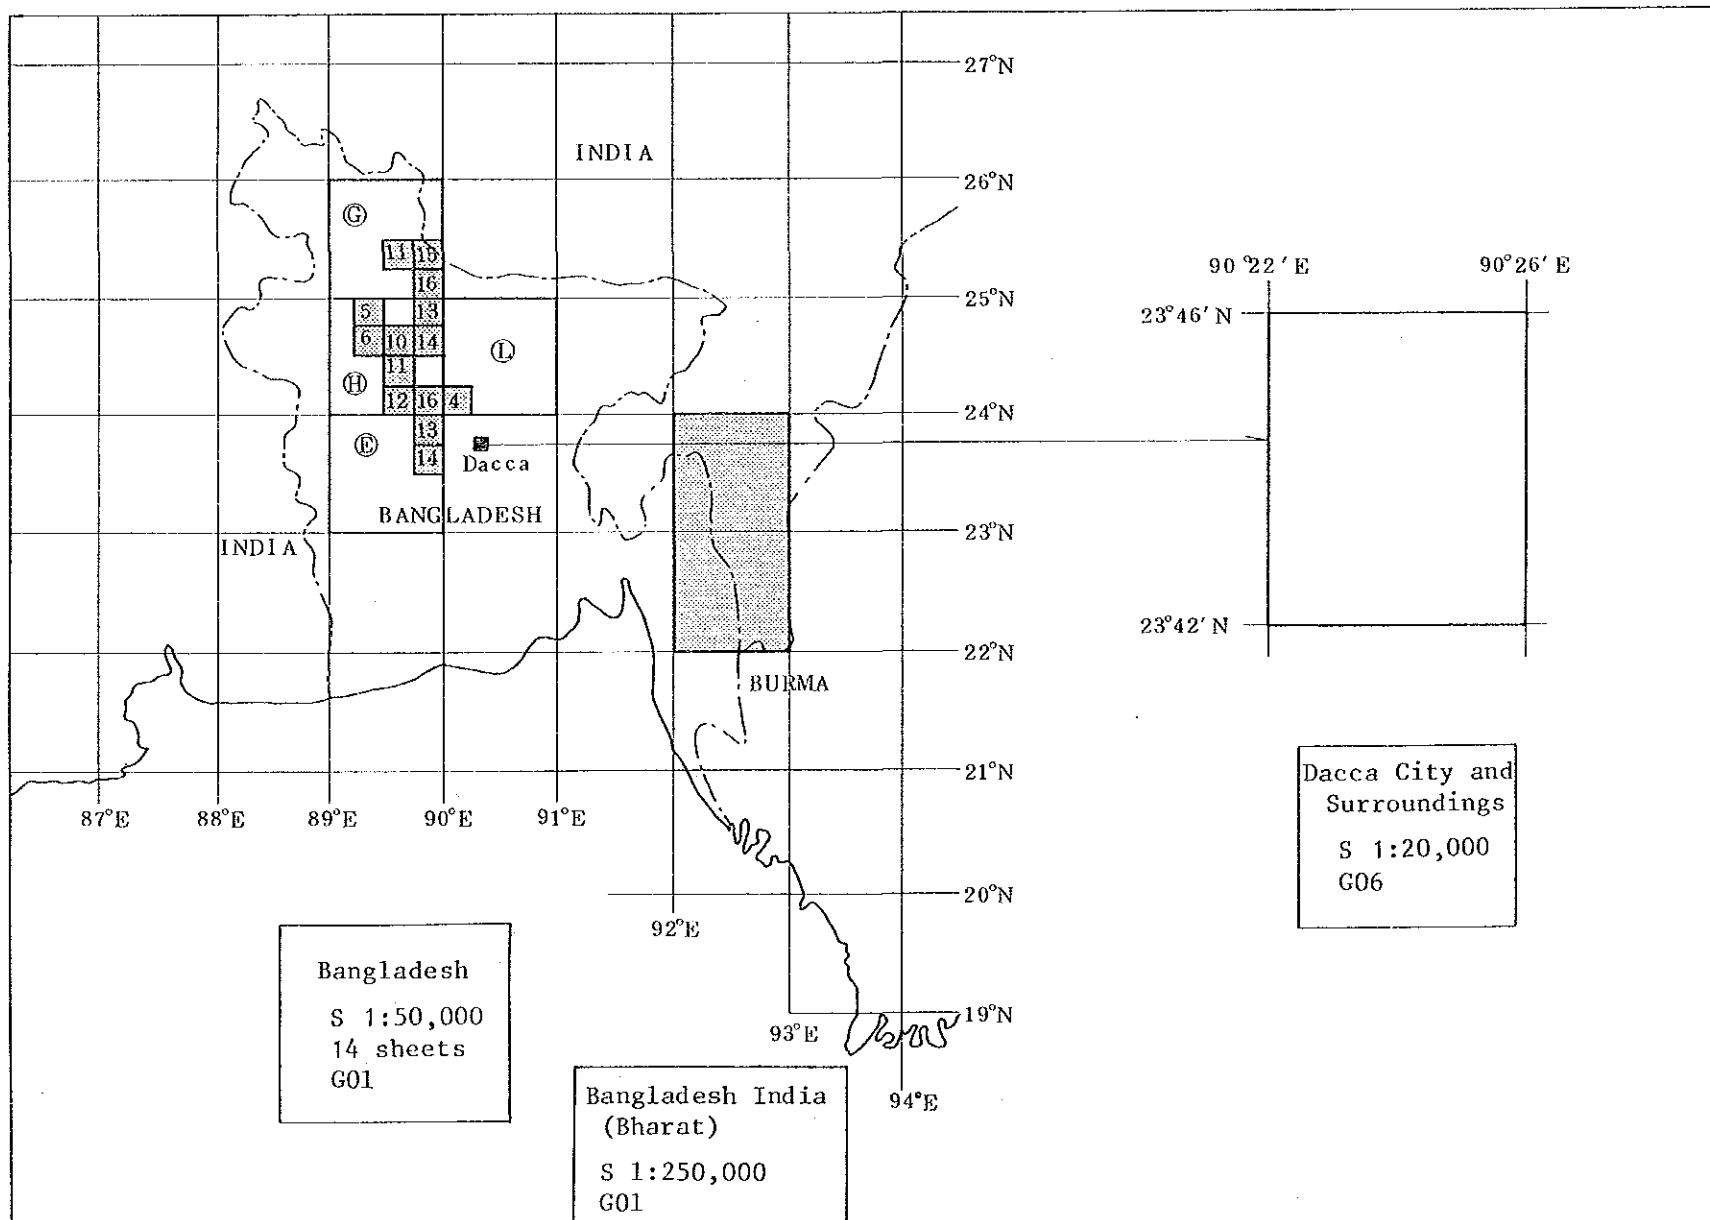 27°N
INDIA
26°N
Ⓖ
11 15
16
90°22′E 90°26′E
25°N
5 13
23°46′N
6 10 14
Ⓛ
11
Ⓗ
12 16 4
24°N
13
Ⓔ
14
Dacca
BANGLADESH
23°N
INDIA
23°42′N
22°N
BURMA
21°N
87°E 88°E 89°E 90°E 91°E
20°N
92°E
19°N
93°E
94°E
Dacca City and
Surroundings
S 1:20,000
G06
Bangladesh
S 1:50,000
14 sheets
G01
Bangladesh India
(Bharat)
S 1:250,000
G01